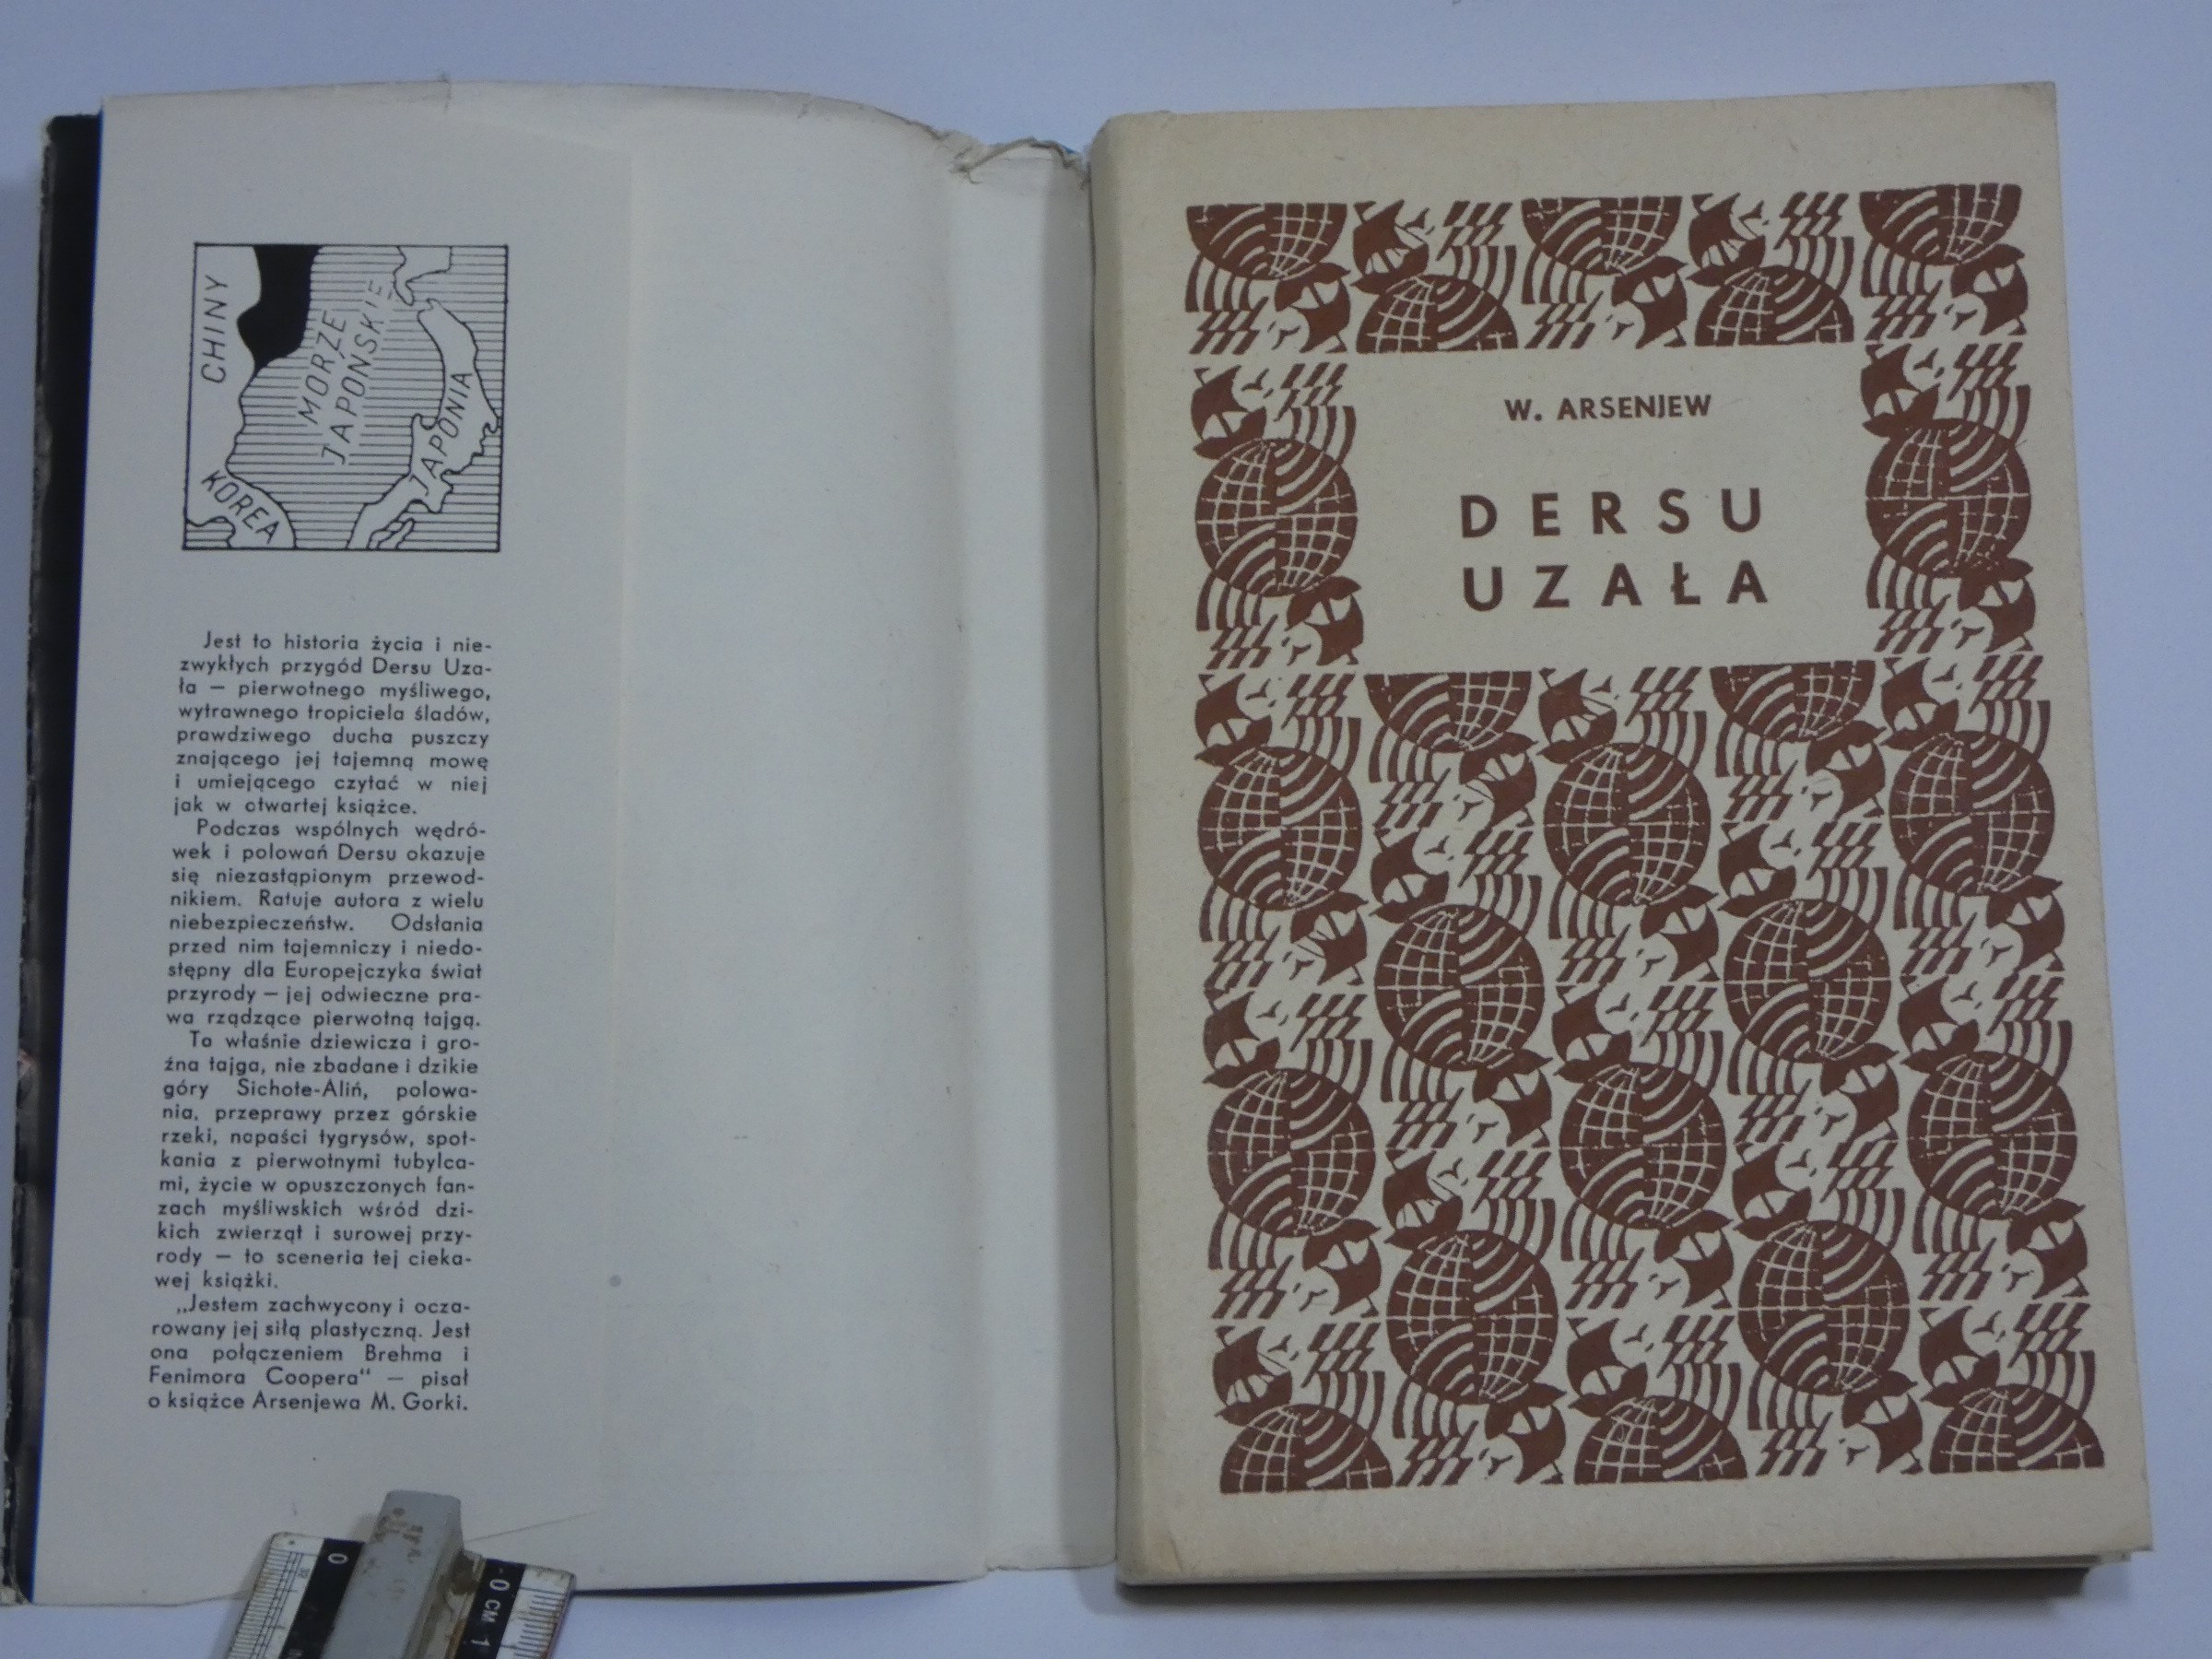 CHINY
MORZE
JAPOŃSKIE
JAPONIA
KOREA
Jest to historia życia i nie-
zwykłych przygód Dersu Uza-
ła — pierwotnego myśliwego,
wytrawnego tropiciela śladów,
prawdziwego ducha puszczy
znającego jej tajemną mowę
i umiejącego czytać w niej
jak w otwartej książce.
Podczas wspólnych wędró-
wek i polowań Dersu okazuje
się niezastąpionym przewod-
nikiem. Ratuje autora z wielu
niebezpieczeństw. Odsłania
przed nim tajemniczy i niedo-
stępny dla Europejczyka świat
przyrody — jej odwieczne pra-
wa rządzące pierwotną tajgą.
Ta właśnie dziewicza i gro-
źna tajga, nie zbadane i dzikie
góry Sichote-Aliń, polowa-
nia, przeprawy przez górskie
rzeki, napaści tygrysów, spot-
kania z pierwotnymi tubylca-
mi, życie w opuszczonych fan-
zach myśliwskich wśród dzi-
kich zwierząt i surowej przy-
rody — to sceneria tej cieka-
wej książki.
„Jestem zachwycony i ocza-
rowany jej siłą plastyczną. Jest
ona połączeniem Brehma i
Fenimora Coopera" — pisał
o książce Arsenjewa M. Gorki.
0
0 CM 1
W. ARSENJEW
DERSU
UZAŁA